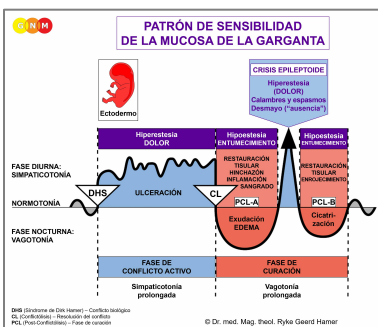 GNM
PATRÓN DE SENSIBILIDAD
DE LA MUCOSA DE LA GARGANTA
CRISIS EPILEPTOIDE
Hiperestesia
(DOLOR)
Calambres y espasmos
Desmayo ("ausencia")
Ectodermo
Hiperestesia
DOLOR
Hipoestesia
ENTUMECIMIENTO
Hipoestesia
ENTUMECIMIENTO
FASE DIURNA:
SIMPATICOTONÍA
RESTAURACIÓN
TISULAR
HINCHAZÓN
INFLAMACIÓN
SANGRADO
RESTAURACIÓN
TISULAR
ENROJECIMIENTO
DHS
ULCERACIÓN
CL
PCL-A
PCL-B
NORMOTONÍA
FASE NOCTURNA:
VAGOTONÍA
Exudación
EDEMA
Cicatri-
zación
FASE DE
CONFLICTO ACTIVO
FASE DE
CURACIÓN
Simpaticotonía
prolongada
Vagotonía
prolongada
DHS (Síndrome de Dirk Hamer) – Conflicto biológico
CL (Conflictólisis) – Resolución del conflicto
PCL (Post-Conflictólisis) – Fase de curación
© Dr. med. Mag. theol. Ryke Geerd Hamer